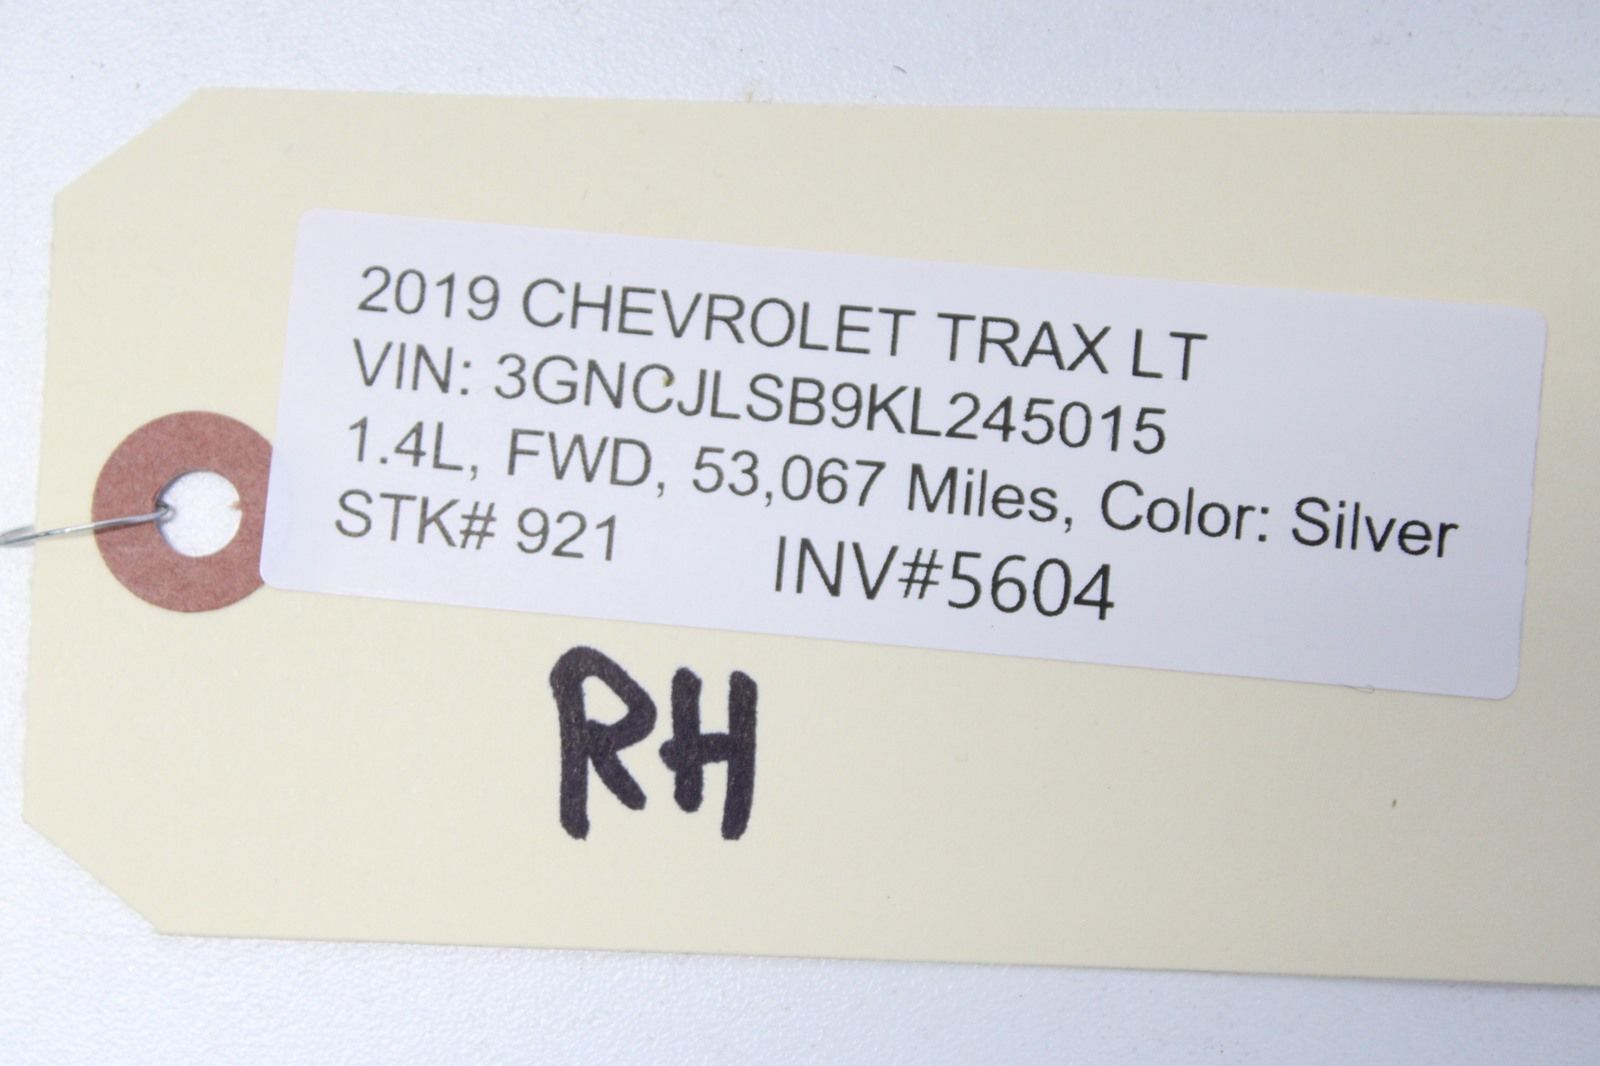 2019 CHEVROLET TRAX LT
VIN: 3GNCJLSB9KL245015
1.4L, FWD, 53,067 Miles, Color: Silver
STK# 921 INV#5604
RH